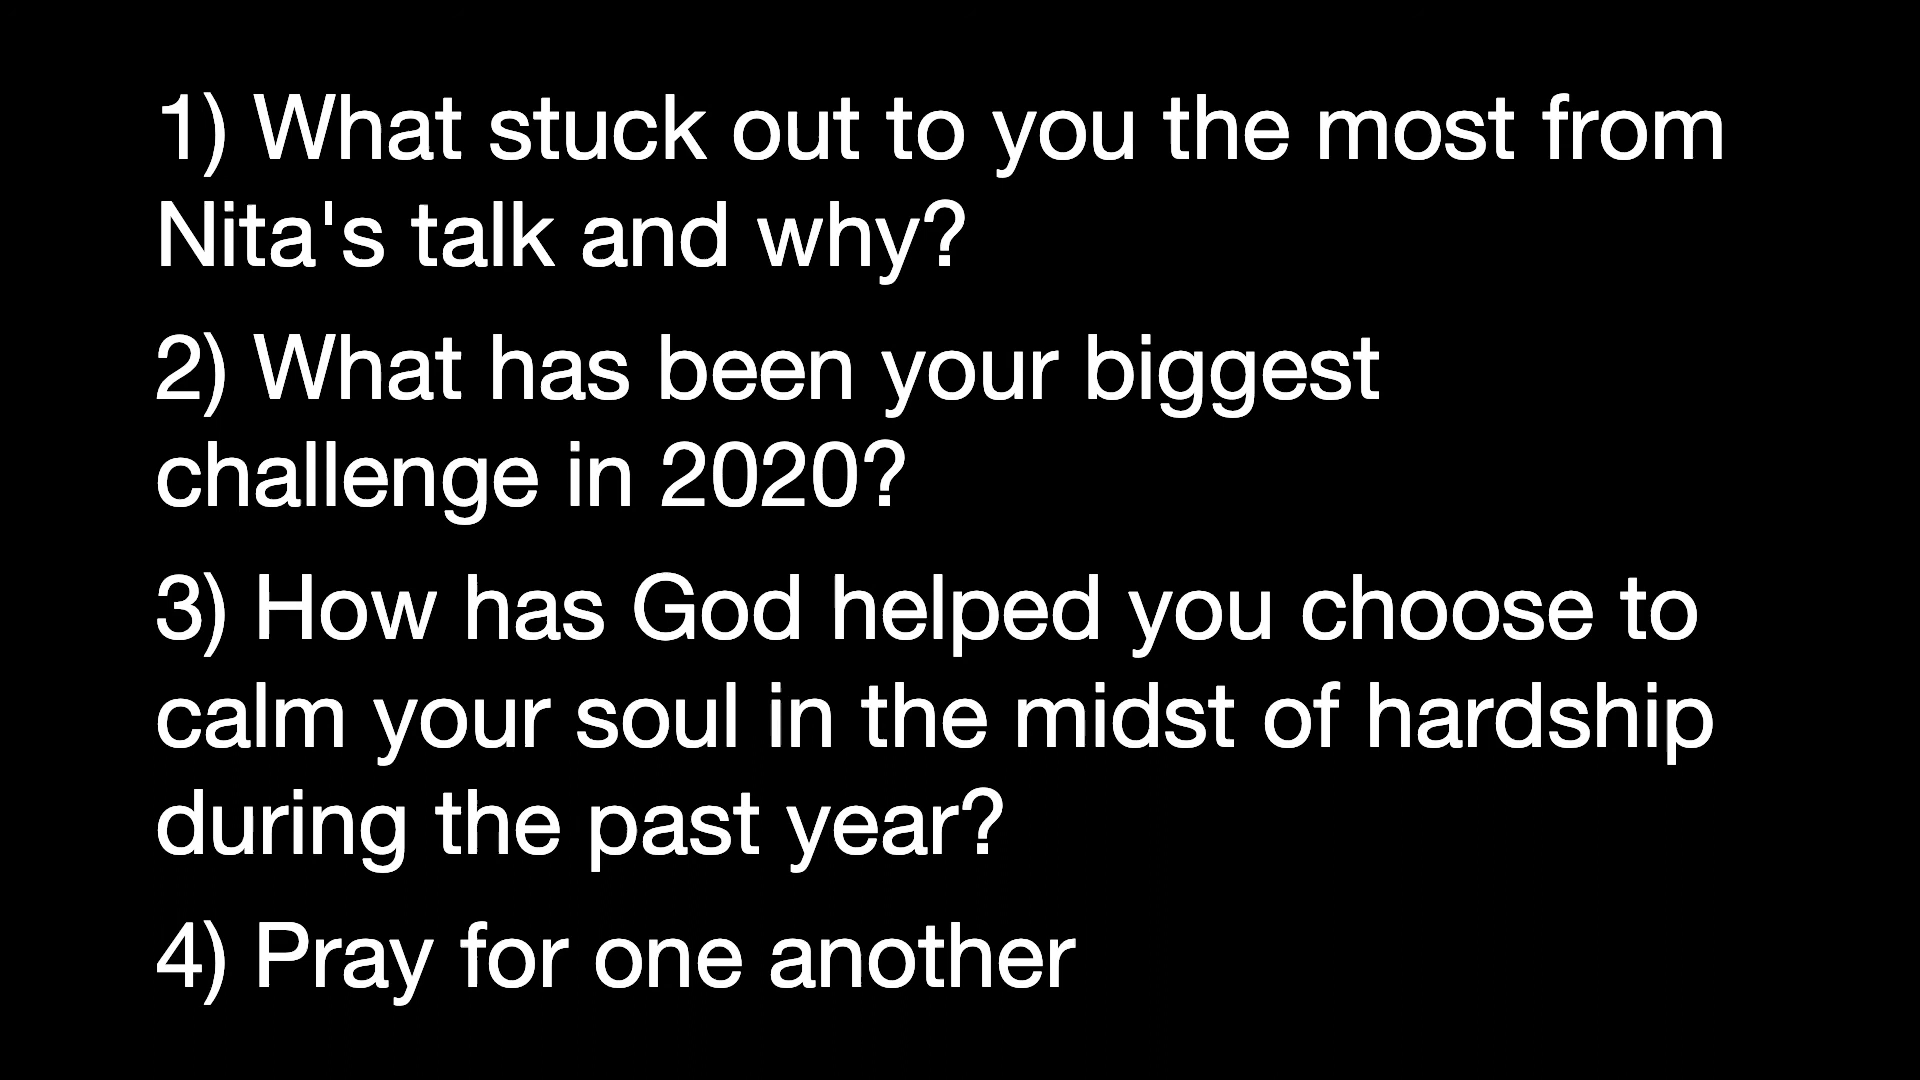 1) What stuck out to you the most from
Nita's talk and why?
2) What has been your biggest
challenge in 2020?
3) How has God helped you choose to
calm your soul in the midst of hardship
during the past year?
4) Pray for one another